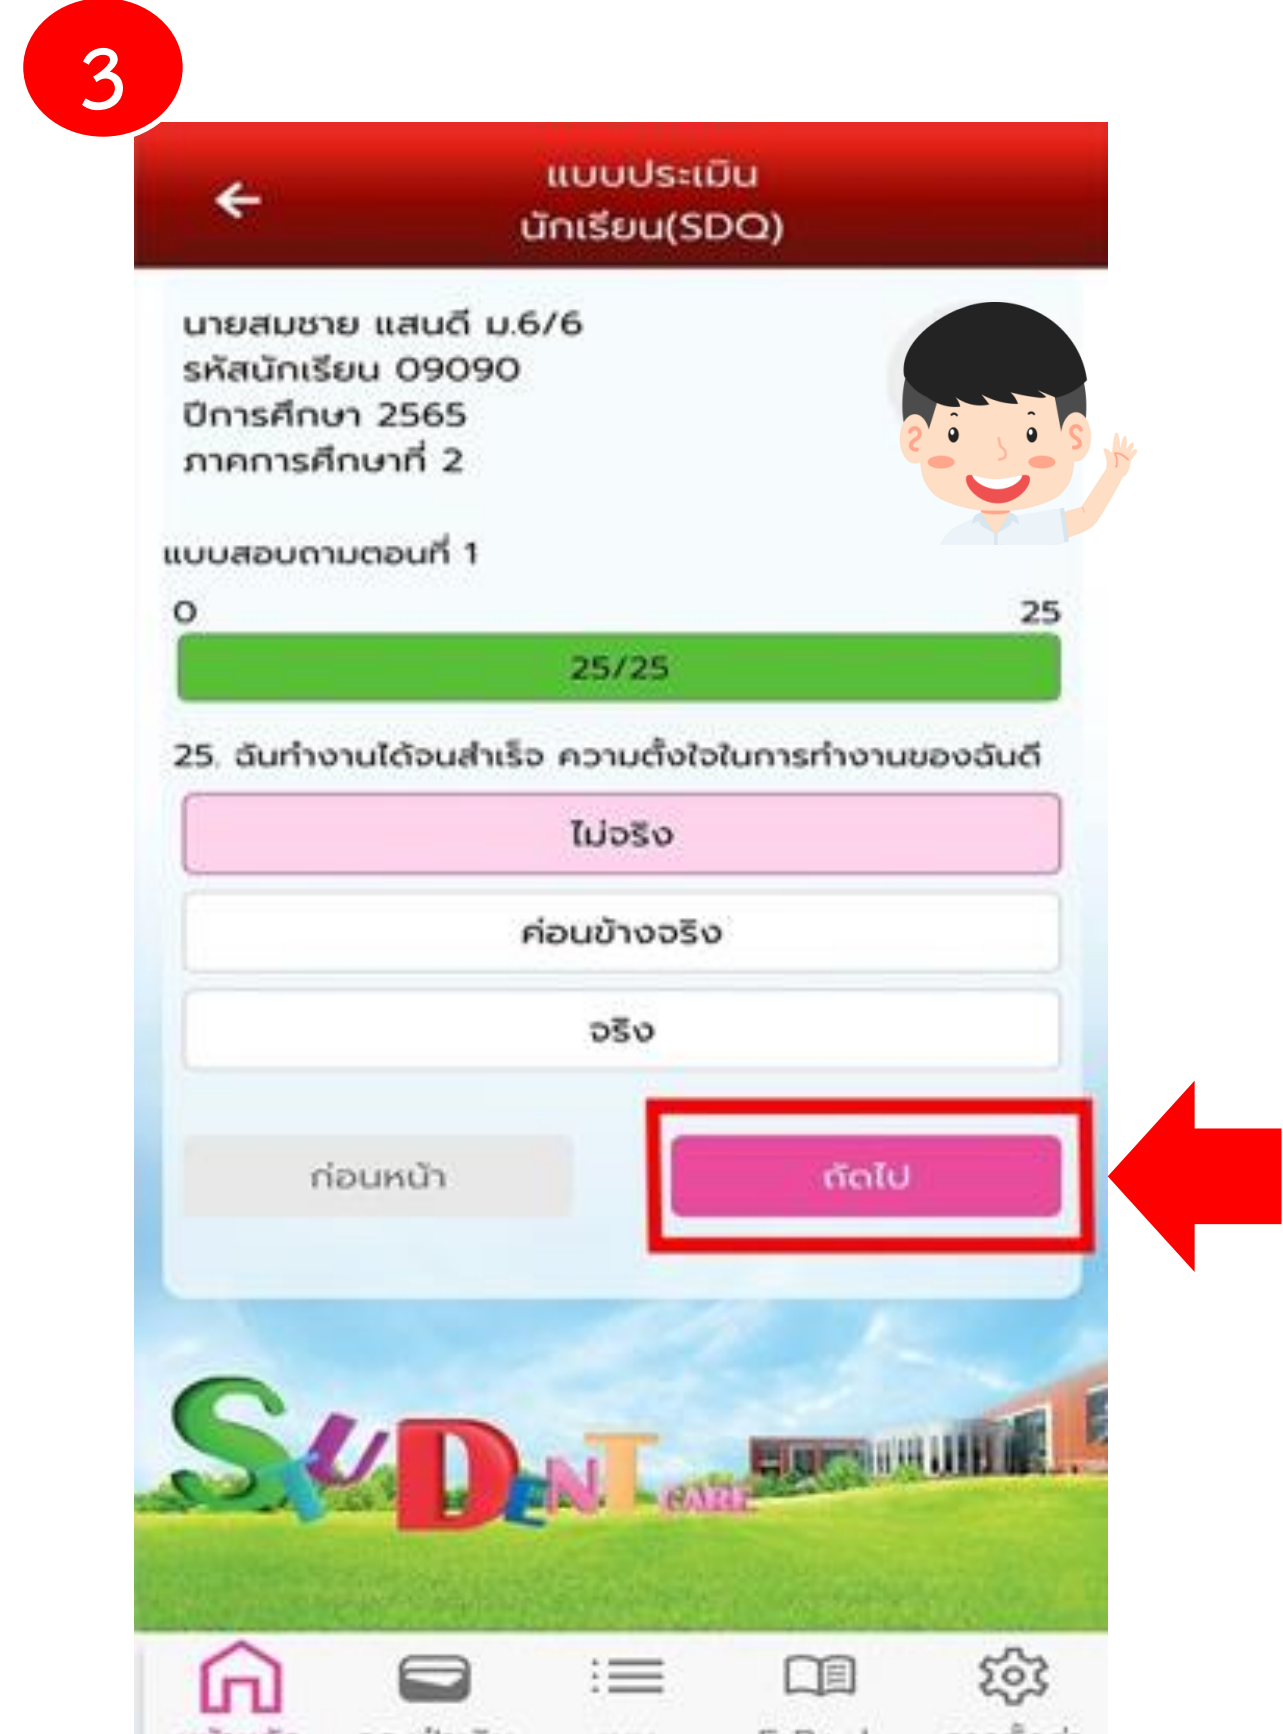 3
แบบประเมิน
นักเรียน(SDQ)
นายสมชาย แสนดี ม.6/6
รหัสนักเรียน 09090
ปีการศึกษา 2565
ภาคการศึกษาที่ 2
แบบสอบถามตอนที่ 1
0 25
25/25
25. ฉันทำงานได้จนสำเร็จ ความตั้งใจในการทำงานของฉันดี
ไม่จริง
ค่อนข้างจริง
จริง
ก่อนหน้า ถัดไป
STUDENT CARE